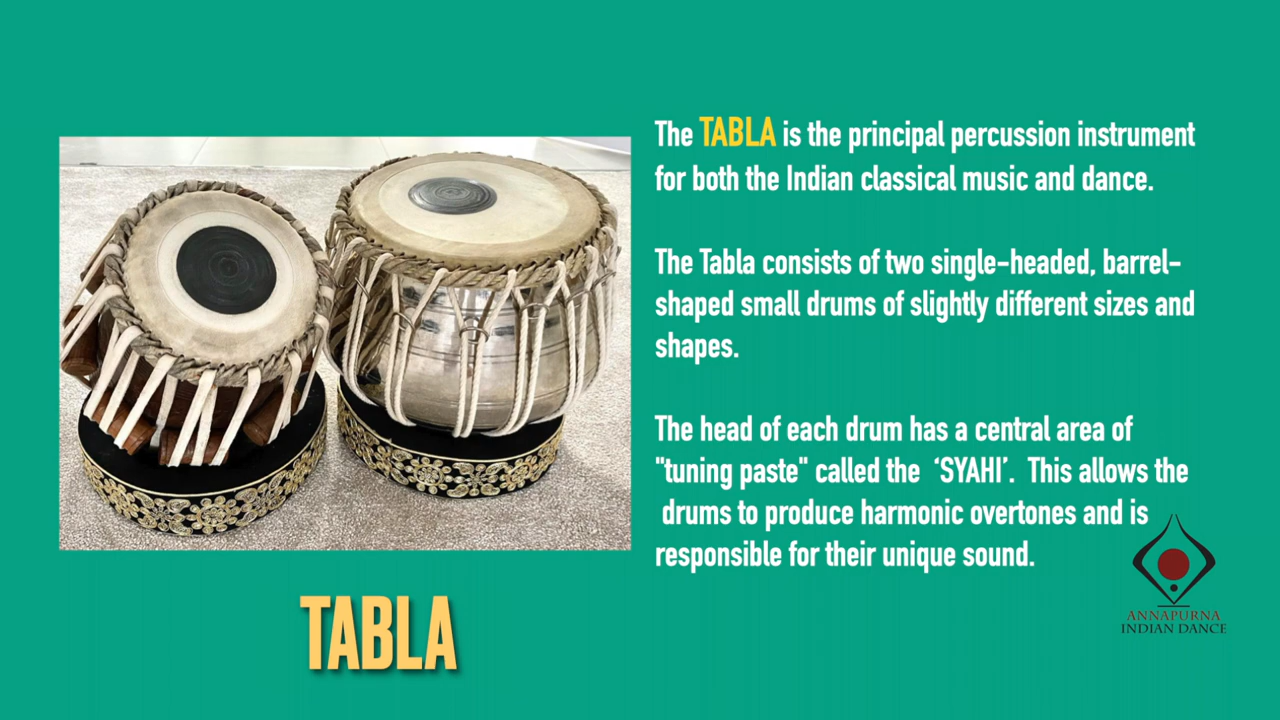 The TABLA is the principal percussion instrument
for both the Indian classical music and dance.
The Tabla consists of two single-headed, barrel-
shaped small drums of slightly different sizes and
shapes.
The head of each drum has a central area of
"tuning paste" called the ‘SYAHI’. This allows the
drums to produce harmonic overtones and is
responsible for their unique sound.
TABLA
ANNAPURNA
INDIAN DANCE